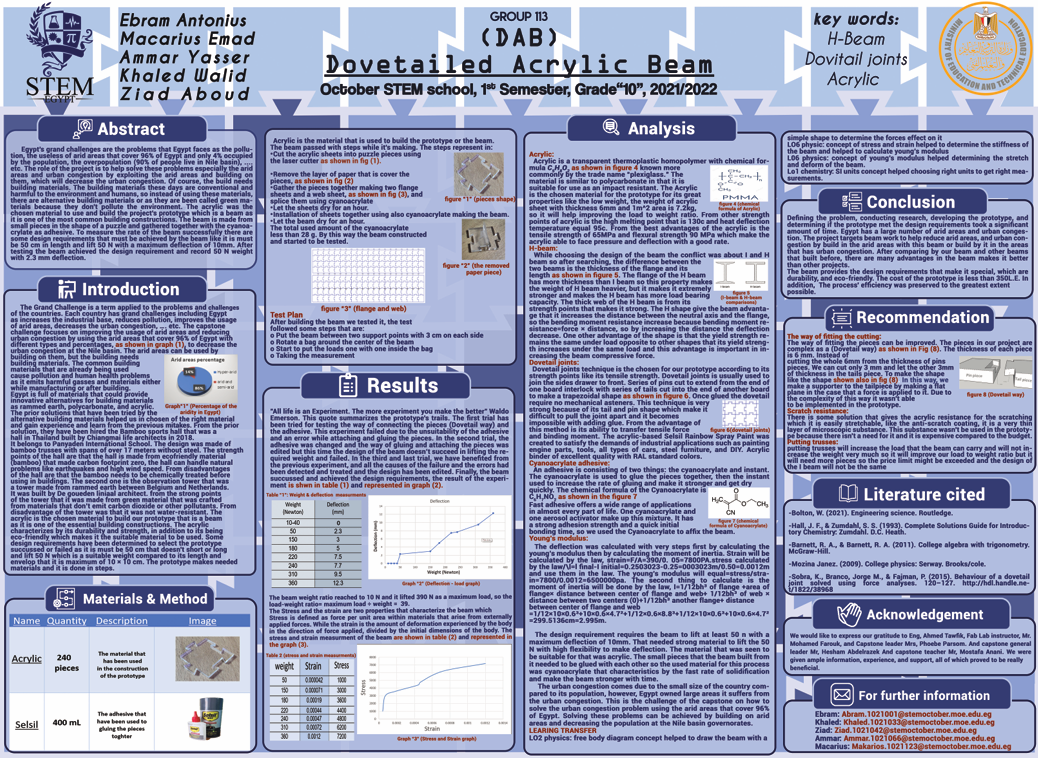 STEM
EGYPT
Ebram Antonius
Macarius Emad
Ammar Yasser
Khaled Walid
Ziad Aboud
GROUP 113
(DAB)
Dovetailed Acrylic Beam
October STEM school, 1st Semester, Grade"10", 2021/2022
key words:
H-Beam
Dovitail joints
Acrylic
MINISTRY OF EDUCATION AND TECHNICAL EDUCATION
Abstract
Egypt's grand challenges are the problems that Egypt faces as the pollu-
tion, the useless of arid areas that cover 96% of Egypt and only 4% occupied
by the population, the overpopulation (90% of people live in Nile basin), ....
etc. The role of the project is to help solve these problems especially the arid
areas and urban congestion by exploiting the arid areas and building on
them, which will decrease the urban congestion. Of course, the build needs
building materials. The building materials these days are conventional and
harmful to the environment and humans, so instead of using these materials,
there are alternative building materials or as they are been called green ma-
terials because they don't pollute the environment. The acrylic was the
chosen material to use and build the project's prototype which is a beam as
it is one of the most common building constructions. The beam is made from
small pieces in the shape of a puzzle and gathered together with the cyanoa-
crylate as adhesive. To measure the rate of the beam successful there are
some design requirements that must be achieved by the beam like it is must
be 50 cm in length and lift 50 N with a maximum deflection of 10mm. After
testing the beam achieved the design requirement and record 50 N weight
with 2.3 mm deflection.
Introduction
The Grand Challenge is a term applied to the problems and challenges
of the countries. Each country has grand challenges including Egypt
as increases the industrial base, reduces pollution, improves the usage
of arid areas, decreases the urban congestion, ... etc. The capstone
challenge focuses on improving the usage of arid areas and reducing
urban congestion by using the arid areas that cover 96% of Egypt with
different types and percentages, as shown in graph (1), to decrease the
urban congestion at the Nile basin. The arid areas can be used by
building on them, but the building needs
building materials. The conventional building
materials that are already being used
cause pollution and human health problems
as it emits harmful gasses and materials either
while manufacturing or after building.
Egypt is full of materials that could provide
innovative alternatives for building materials
as rammed earth, polycarbonate, and acrylic.
The prior solutions that have been tried by the
alternative building materials are chosen of the right material
and gain experience and learn from the previous mistakes. From the prior
solution, they have been hired the Bamboo sports hall that was a
hall in Thailand built by Chiangmai life architects in 2018.
It belongs to Panyaden International School. The design was made of
bamboo trusses with spans of over 17 meters without steel. The strength
points of the hall are that the hall is made from ecofriendly material
(bamboo) that made carbon footprint zero, the hall can handle natural
problems like earthquakes and high wind speed. From disadvantages
of the hall are that the bamboo must be chemically treated before
using in buildings. The second one is the observation tower that was
a tower made from rammed earth between Belgium and Netherlands.
It was built by De gouwden liniaal architect. from the strong points
of the tower that it was made from green material that was crafted
from materials that don't emit carbon dioxide or other pollutants. From
disadvantage of the tower was that it was not water-resistant. The
acrylic is the chosen material to build our prototype that is a beam
as it is one of the essential building constructions. The acrylic
characterizes by its durability and strength, in addition to its being
eco-friendly which makes it the suitable material to be used. Some
design requirements have been determined to select the prototype
succussed or failed as it is must be 50 cm that doesn't short or long
and lift 50 N which is a suitable weight compared to its length and
envelop that it is maximum of 10 × 10 cm. The prototype makes needed
materials and it is done in steps.
Arid areas percentage
14%
86%
Graph"1" (Percentage of the
aridity in Egypt)
Materials & Method
Name Quantity Description Image
Acrylic
240
pieces
The material that
has been used
in the construction
of the prototype
Selsil
400 mL
The adhesive that
have been used to
gluing the pieces
toghter
Acrylic is the material that is used to build the prototype or the beam.
The beam passed with steps while it's making. The steps represent in:
•Cut the acrylic sheets into puzzle pieces using
the laser cutter as shown in fig (1).
•Remove the layer of paper that is cover the
pieces, as shown in fig (2)
•Gather the pieces together making two flange
sheets and a web sheet, as shown in fig (3), and
splice them using cyanoacrylate
•Let the sheets dry for an hour.
•Installation of sheets together using also cyanoacrylate making the beam.
•Let the beam dry for an hour.
The total used amount of the cyanoacrylate
less than 28 g. By this way the beam constructed
and started to be tested.
figure "1" (pieces shape)
figure "2" (the removed
paper piece)
figure "3" (flange and web)
Test Plan
After building the beam we tested it, the test
followed some steps that are:
o Put the beam between two support points with 3 cm on each side
o Rotate a bag around the center of the beam
o Start to put the loads one with one inside the bag
o Taking the measurement
Results
"All life is an Experiment. The more experiment you make the better" Waldo
Emerson. This quote summarizes the prototype's trails. The first trial has
been tried for testing the way of connecting the pieces (Dovetail way) and
the adhesive. This experiment failed due to the unsuitability of the adhesive
and an error while attaching and gluing the pieces. In the second trial, the
adhesive was changed and the way of gluing and attaching the pieces was
edited but this time the design of the beam doesn't succeed in lifting the re-
quired weight and failed. In the third and last trial, we have benefited from
the previous experiment, and all the causes of the failure and the errors had
been detected and treated and the design has been edited. Finally, the beam
succussed and achieved the design requirements, the result of the experi-
ment is shwn in table (1) and represented in graph (2).
Table "1": Weight & deflection measurments
Weight (Newton) Deflection (mm)
10-40 0
50 2.3
150 3
180 5
220 7.5
240 7.7
310 9.5
360 12.3
Deflection
Deflection (mm)
Weight (Newton)
Graph "2" (Deflection - load graph)
The beam weight reached to 10 N and it lifted 390 N as a maximum load, so the
load-weight ratio= maximum load ÷ weight = 39.
The Stress and the strain are two properties that characterize the beam which
Stress is defined as force per unit area within materials that arise from externally
applied forces. While the strain is the amount of deformation experienced by the body
in the direction of force applied, divided by the initial dimensions of the body. The
stress and strain measurment of the beam are shown in table (2) and represented in
the graph (3).
Table 2 (stress and strain measurments)
weight Strain Stress
50 0.000042 1000
150 0.000071 3000
180 0.00019 3600
220 0.00044 4400
240 0.00047 4800
310 0.00072 6200
360 0.0012 7200
Stress
Strain
Graph "3" (Stress and Strain graph)
Analysis
Acrylic:
Acrylic is a transparent thermoplastic homopolymer with chemical for-
mula C5H8O2 as shown in figure 4 known more
commonly by the trade name "plexiglass." The
material is similar to polycarbonate in that it is
suitable for use as an impact resistant. The Acrylic
is the chosen material for the prototype for its great
properties like the low weight, the weight of acrylic
sheet with thickness 6mm and 1m^2 area is 7.2kg,
so it will help improving the load to weight ratio. From other strength
points of acrylic is the high melting point that is 130c and heat deflection
temperature equal 95c. From the best advantages of the acrylic is the
tensile strength of 65MPa and flexural strength 90 MPa which make the
acrylic able to face pressure and deflection with a good rate.
PMMA
figure 4 (chemical
formula of Acrylic)
H-beam:
While choosing the design of the beam the conflict was about I and H
beam so after searching, the difference between the
two beams is the thickness of the flange and its
length as shown in figure 5. The flange of the H beam
has more thickness than I beam so this property makes
the weight of H beam heavier, but it makes it extremely
stronger and makes the H beam has more load bearing
capacity. The thick web of the H beam is from its
strength points that makes it strong. The H shape give the beam advanta-
ge that it increases the distance between the neutral axis and the flange,
so the bending moment resistance increase because bending moment re-
sistance=force × distance, so by increasing the distance the deflection
decrease. One other advantage of the shape is that the yield strength re-
mains the same under load opposite to other shapes that its yield streng-
th increases under the same load and this advantage is important in in-
creasing the beam compressive force.
figure 5
(I-beam & H-beam
comparisons)
Dovetail joints:
Dovetail joints technique is the chosen for our prototype according to its
strength points like its tensile strength. Dovetail joints is usually used to
join the sides drawer to front. Series of pins cut to extend from the end of
one board interlock with series of tails cut into the end of another board
to make a trapezoidal shape as shown in figure 6. Once glued the dovetail
require no mechanical asteners. This technique is very
strong because of its tail and pin shape which make it
difficult to pull the joint apart and it becomes
impossible with adding glue. From the advantage of
this method is its ability to transfer tensile force
and binding moment. The acrylic-based Selsil Rainbow Spray Paint was
created to satisfy the demands of industrial applications such as painting
engine parts, tools, all types of cars, steel furniture, and DIY. Acrylic
binder of excellent quality with RAL standard colors.
figure 6(dovetail joints)
Cyanoacrylate adhesive:
An adhesive is consisting of two things: the cyanoacrylate and instant.
The cyanoacrylate is used to glue the pieces together, then the instant
used to increase the rate of gluing and make it stronger and get dry
quickly. The chemical formula of the Cyanoacrylate is
C5H5NO2 as shown in the figure 7
Fast adhesive offers a wide range of applications
in almost every part of life. One cyanoacrylate and
one aerosol activator make up this mixture. It has
a strong adhesion strength and a quick initial
bonding time, so we used the Cyanoacrylate to affix the beam.
figure 7 (chemical
formula of Cyanoacrylate)
Young's modulus:
The deflection was calculated with very steps first by calculating the
young's modulus then by calculating the moment of inertia. Strain will be
calculated by the law, strain=F/A=390/0. 05=7800Pa, Stress is calculated
by the law/\l=l final-l initial=0.2503023-0.25=0003023m/0.50=0.0012m
and use them in the law. The young's modulus will equal=stress/stra-
in=7800/0.0012=6500000pa. The second thing to calculate is the
moment of inertia will be done by the law, I=1/12bh³ of flange +area of
flange× distance between center of flange and web+ 1/12bh³ of web ×
distance between two centers (0)+1/12bh³ another flange+ distance
between center of flange and web
=1/12×10×0.6³+10×0.6×4.7²+1/12×0.6×8.8³+1/12×10×0.6³+10×0.6×4.7²
=299.5136cm=2.995m.
The design requirement requires the beam to lift at least 50 n with a
maximum deflection of 10mm. That needed strong material to lift the 50
N with high flexibility to make deflection. The material that was seen to
be suitable for that was acrylic. The small pieces that the beam built from it
needed to be glued with each other so the used material for this process
was cyanoacrylate that characteristics by the fast rate of solidification
and make the beam stronger with time.
The urban congestion comes due to the small size of the country com-
pared to its population, however, Egypt owned large areas it suffers from
the urban congestion. This is the challenge of the capstone on how to
solve the urban congestion problem using the arid areas that cover 96%
of Egypt. Solving these problems can be achieved by building on arid
areas and decreasing the population at the Nile basin governorates.
LEARING TRANSFER
LO2 physics: free body diagram concept helped to draw the beam with a
simple shape to determine the forces effect on it
LO6 physic: concept of stress and strain helped to determine the stiffness
of the beam and helped to calculate young's modulus
L06 physics: concept of young's modulus helped determining the stretch
and deform of the beam.
Lo1 chemistry: SI units concept helped choosing right units to get right mea-
surements.
Conclusion
Defining the problem, conducting research, developing the prototype, and
determining if the prototype met the design requirements took a significant
amount of time. Egypt has a large number of arid areas and urban conges-
tion. The project targets beam work to help reduce arid areas, and urban con-
gestion by build in the arid areas with this beam or build by it in the areas
that has urban congestion. After comparing by our beam and other beams
that built before, there are many advantages in the beam makes it better
than other projects.
The beam provides the design requirements that make it special, which are
durability, and eco-friendly. The cost of the prototype is less than 350L.E. In
addition, The process' efficiency was preserved to the greatest extent
possible.
Recommendation
The way of fitting the cutting:
The way of fitting the pieces can be improved. The pieces in our project are
complex as a (Dovetail way) as shown in Fig (8). The thickness of each piece
is 6 mm. Instead of
cutting the whole 6mm from the thickness of pins
pieces, We can cut only 3 mm and let the other 3mm
of thickness in the tails piece. To make the shape
like the shape shown also in fig (8) In this way, we
make a supporter to the tailpiece by making a flat
plane in the case that a force is applied to it. Due to
the complexity of this way it wasn't suitable
to be implemented in the prototype.
figure 8 (Dovetail way)
Scratch resistance:
There is some solution that gives the acrylic resistance for the scratching
which it is easily stretchable, like the anti-scratch coating, it is a very thin
layer of microscopic substance. This substance wasn't be used in the prototy-
pe because there isn't a need for it and it is expensive compared to the budget.
Putting trusses:
putting trusses will increase the load that the beam can carry and will not in-
crease the weight very much so it will improve our load to weight ratio but it
will need more pieces so the price limit might be exceeded and the design of
the I beam will not be the same
Literature cited
-Bolton, W. (2021). Engineering science. Routledge.
-Hall, J. F., & Zumdahl, S. S. (1993). Complete Solutions Guide for Introduc-
tory Chemistry: Zumdahl. D.C. Heath.
-Barnett, R. A., & Barnett, R. A. (2011). College algebra with trigonometry.
McGraw-Hill.
-Mozina Janez. (2009). College physics: Serway. Brooks/cole.
-Sobra, K., Branco, Jorge M., & Fajman, P. (2015). Behaviour of a dovetail
joint solved using force analyses. 120–127. http://hdl.handle.ne-
t/1822/38968
Acknowledgement
We would like to express our gratitude to Eng, Ahmed Tawfik, Fab Lab instructor, Mr.
Mohamed Farouk, and Capstone leader Mrs, Phoebe Parsom. And capstone general
leader Mr, Hesham Abdelrazek And capstone teacher Mr, Mostafa Anani. We were
given ample information, experience, and support, all of which proved to be really
beneficial.
For further information
Ebram: Abram.1021001@stemoctober.moe.edu.eg
Khaled: Khaled.1021033@stemoctober.moe.edu.eg
Ziad: Ziad.1021042@stemoctober.moe.edu.eg
Ammar: Ammar.1021066@stemoctober.moe.edu.eg
Macarius: Makarios.1021123@stemoctober.moe.edu.eg